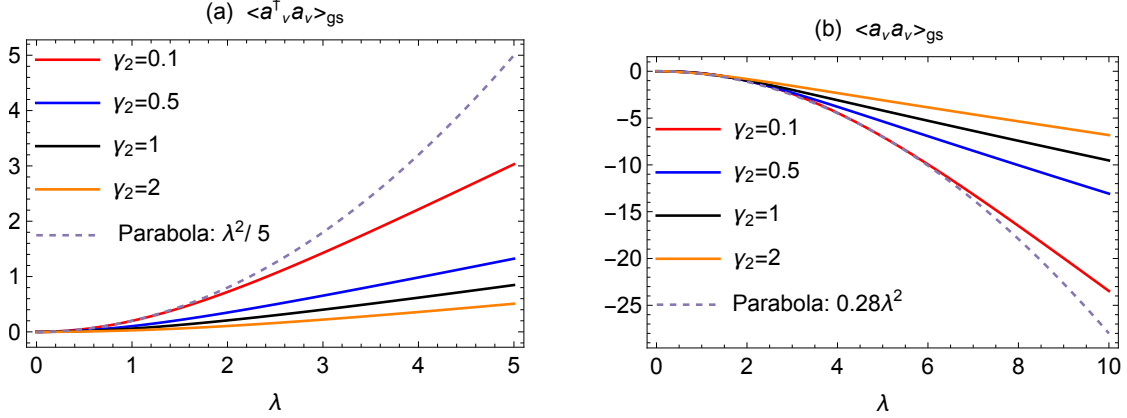 (a) <a†ᵥaᵥ>gs
γ₂=0.1
γ₂=0.5
γ₂=1
γ₂=2
Parabola: λ²/ 5
5
4
3
2
1
0
0 1 2 3 4 5
λ
(b) <aᵥaᵥ>gs
γ₂=0.1
γ₂=0.5
γ₂=1
γ₂=2
Parabola: 0.28λ²
0
−5
−10
−15
−20
−25
0 2 4 6 8 10
λ